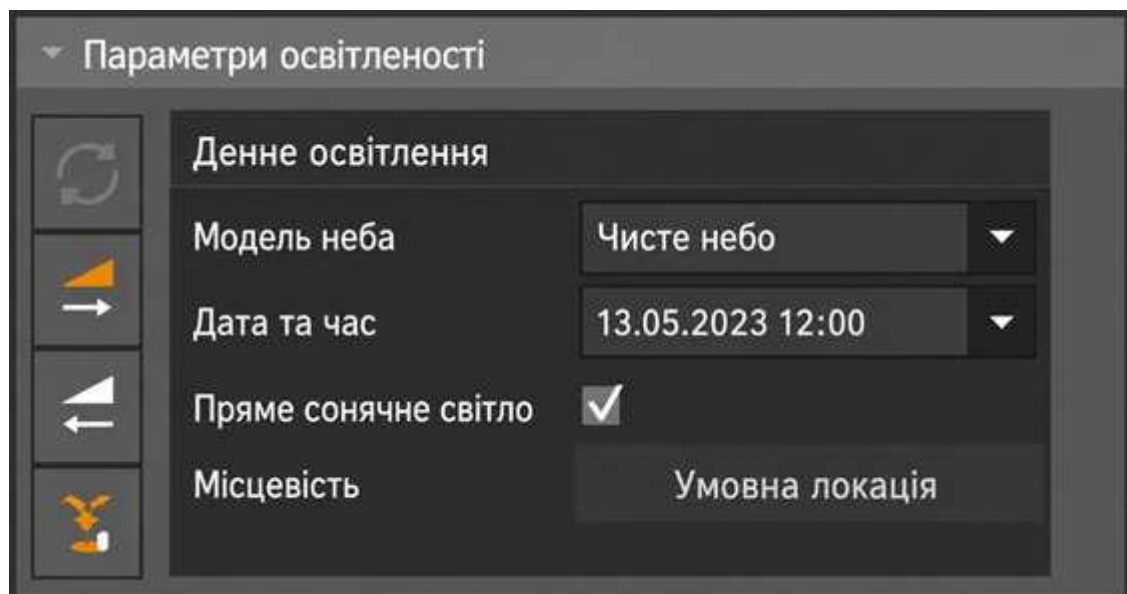 Параметри освітленості
Денне освітлення
Модель неба Чисте небо
Дата та час 13.05.2023 12:00
Пряме сонячне світло
Місцевість Умовна локація